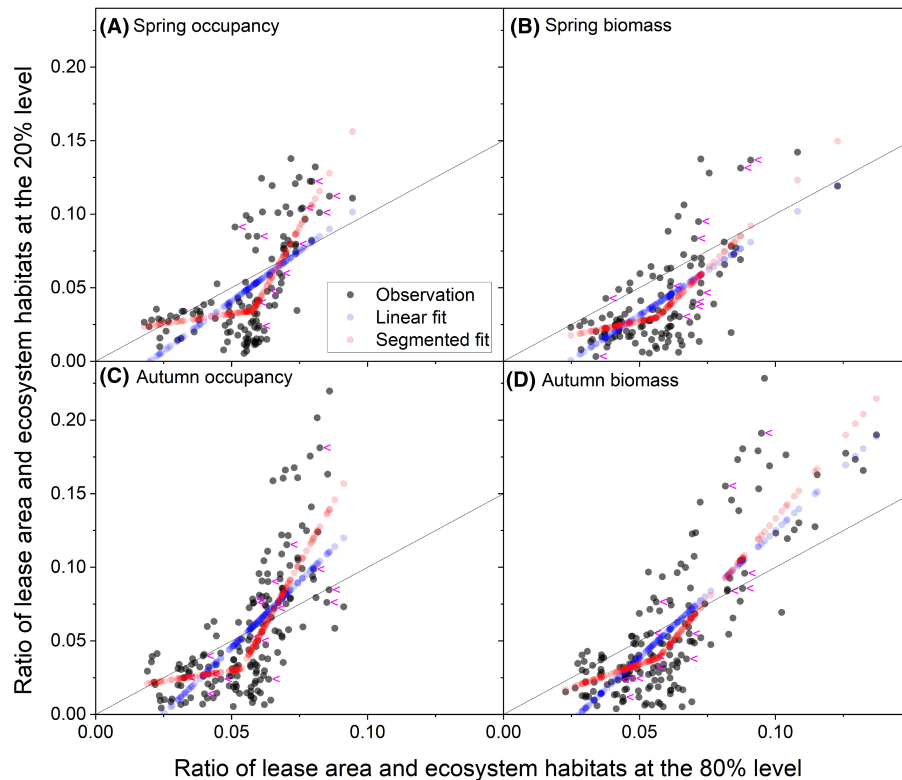 (A) Spring occupancy
(B) Spring biomass
0.20
0.15
0.10
0.05
0.00
Observation
Linear fit
Segmented fit
(C) Autumn occupancy
(D) Autumn biomass
0.20
0.15
0.10
0.05
0.00
0.00
0.05
0.10
0.00
0.05
0.10
Ratio of lease area and ecosystem habitats at the 20% level
Ratio of lease area and ecosystem habitats at the 80% level